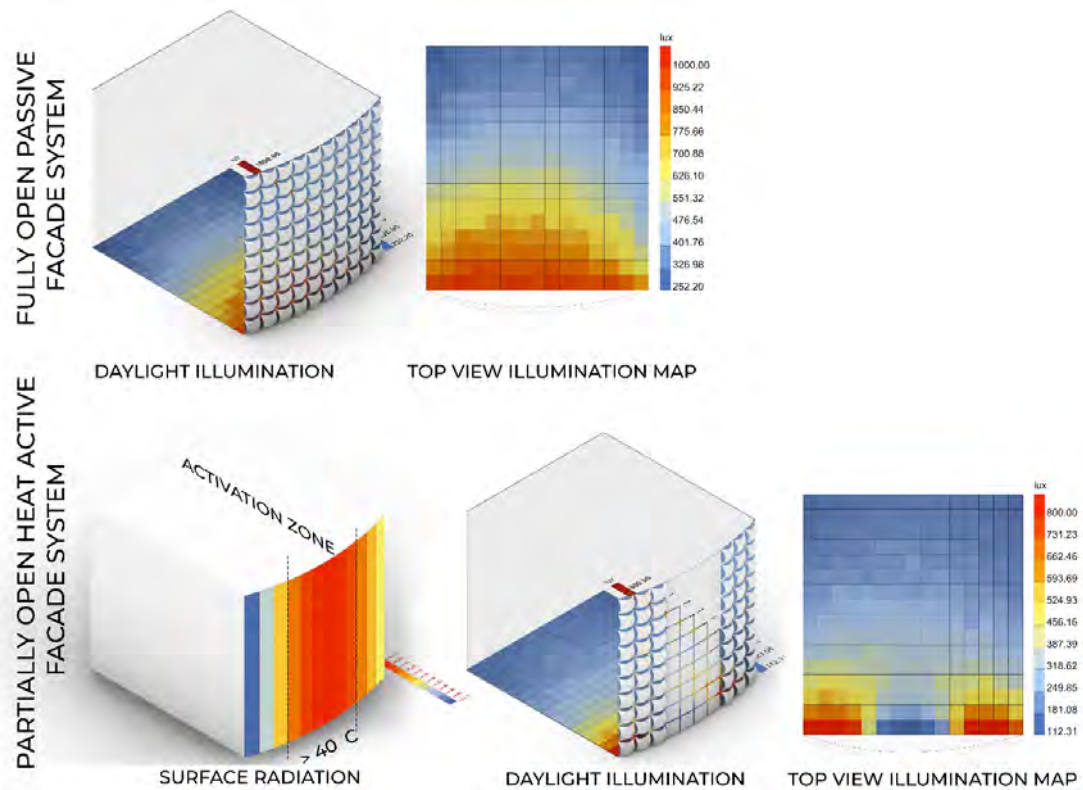 FULLY OPEN PASSIVE
FACADE SYSTEM
lux
1000.00
925.22
850.44
775.66
700.88
626.10
551.32
476.54
401.76
326.98
252.20
DAYLIGHT ILLUMINATION
TOP VIEW ILLUMINATION MAP
PARTIALLY OPEN HEAT ACTIVE
FACADE SYSTEM
ACTIVATION ZONE
> 40 C
SURFACE RADIATION
DAYLIGHT ILLUMINATION
lux
800.00
731.23
662.46
593.69
524.93
456.16
387.39
318.62
249.85
181.08
112.31
TOP VIEW ILLUMINATION MAP